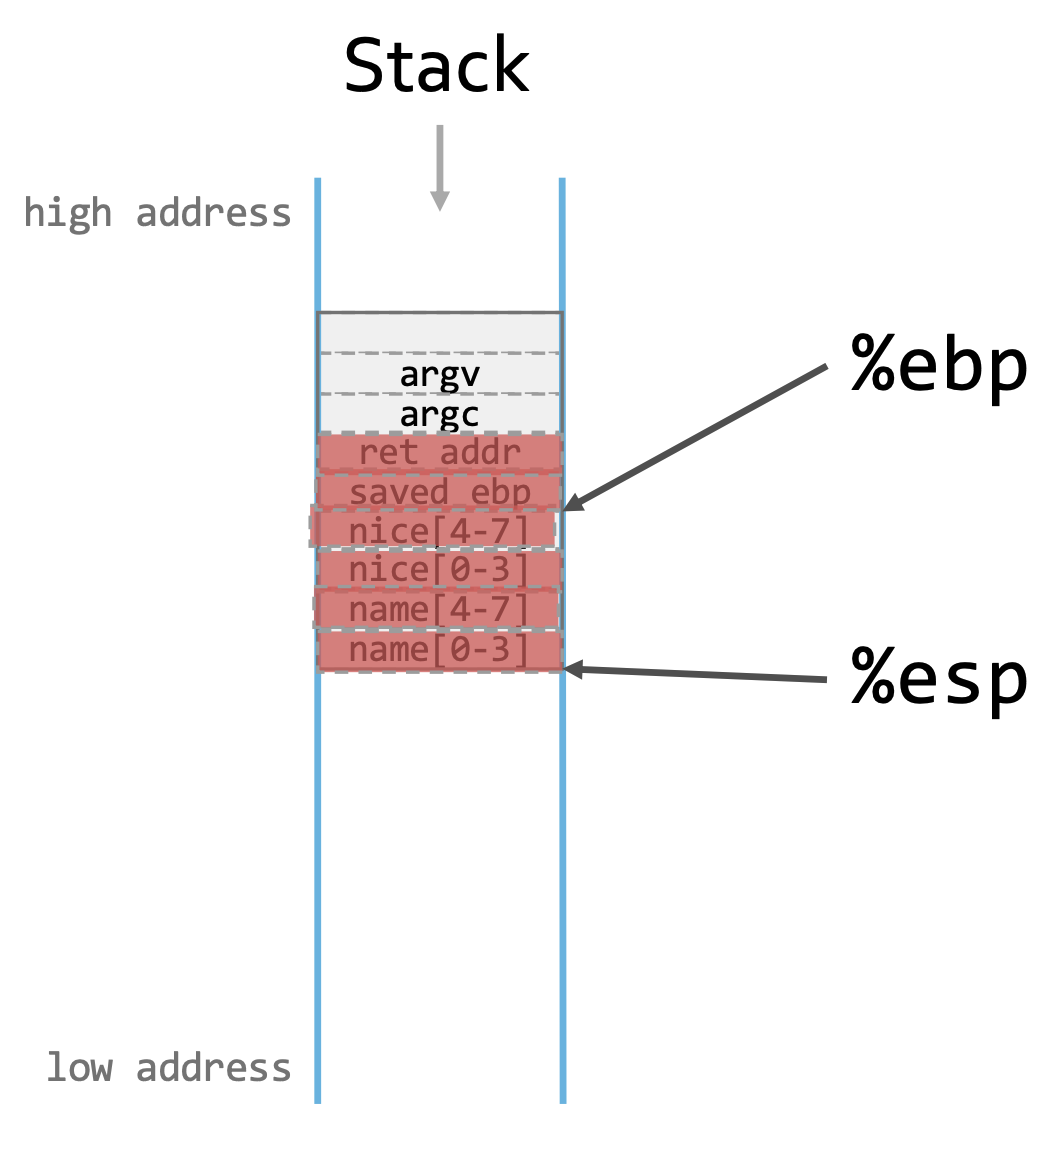 Stack
high address
argv
%ebp
argc
ret addr
saved ebp
nice[4-7]
nice[0-3]
name[4-7]
name[0-3]
%esp
low address